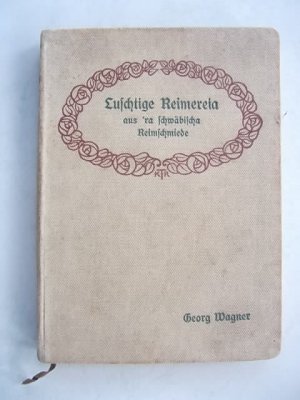 Luschtige Reimereia
aus 'ra schwäbischa
Reimschmiede
Georg Wagner